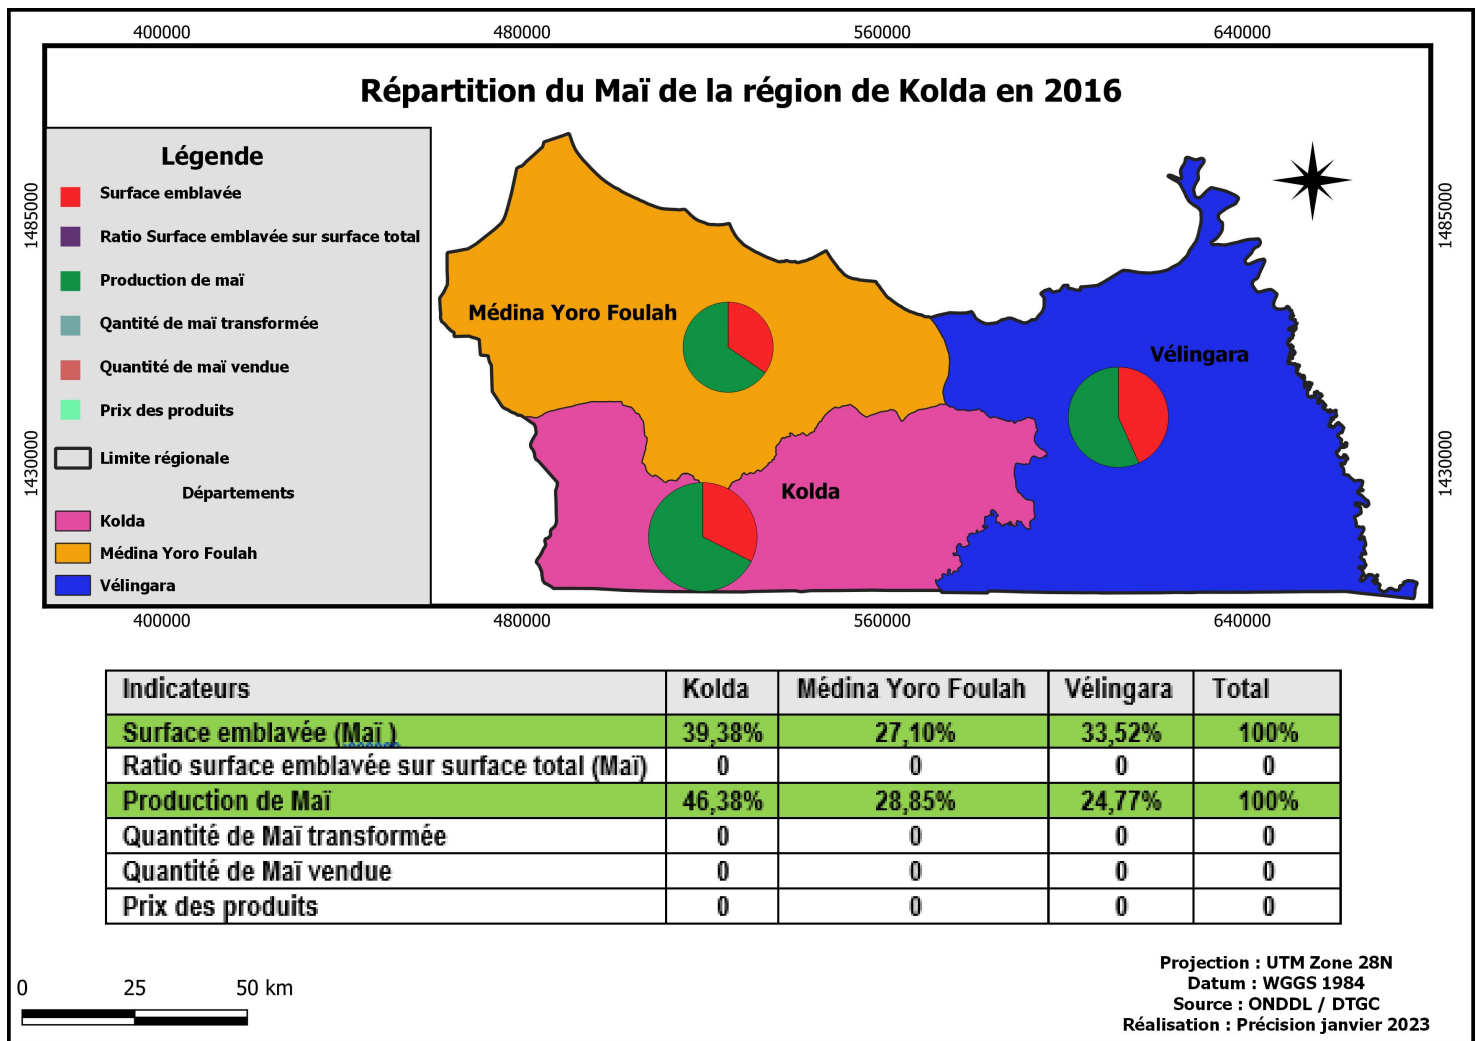 400000 480000 560000 640000
Répartition du Maï de la région de Kolda en 2016
Légende
Surface emblavée
Ratio Surface emblavée sur surface total
Production de maï
Qantité de maï transformée
Quantité de maï vendue
Prix des produits
Limite régionale
Départements
Kolda
Médina Yoro Foulah
Vélingara
1485000
1430000
Médina Yoro Foulah
Vélingara
Kolda
1485000
1430000
400000 480000 560000 640000
Indicateurs Kolda Médina Yoro Foulah Vélingara Total
Surface emblavée (Maï ) 39,38% 27,10% 33,52% 100%
Ratio surface emblavée sur surface total (Maï) 0 0 0 0
Production de Maï 46,38% 28,85% 24,77% 100%
Quantité de Maï transformée 0 0 0 0
Quantité de Maï vendue 0 0 0 0
Prix des produits 0 0 0 0
0 25 50 km
Projection : UTM Zone 28N
Datum : WGGS 1984
Source : ONDDL / DTGC
Réalisation : Précision janvier 2023